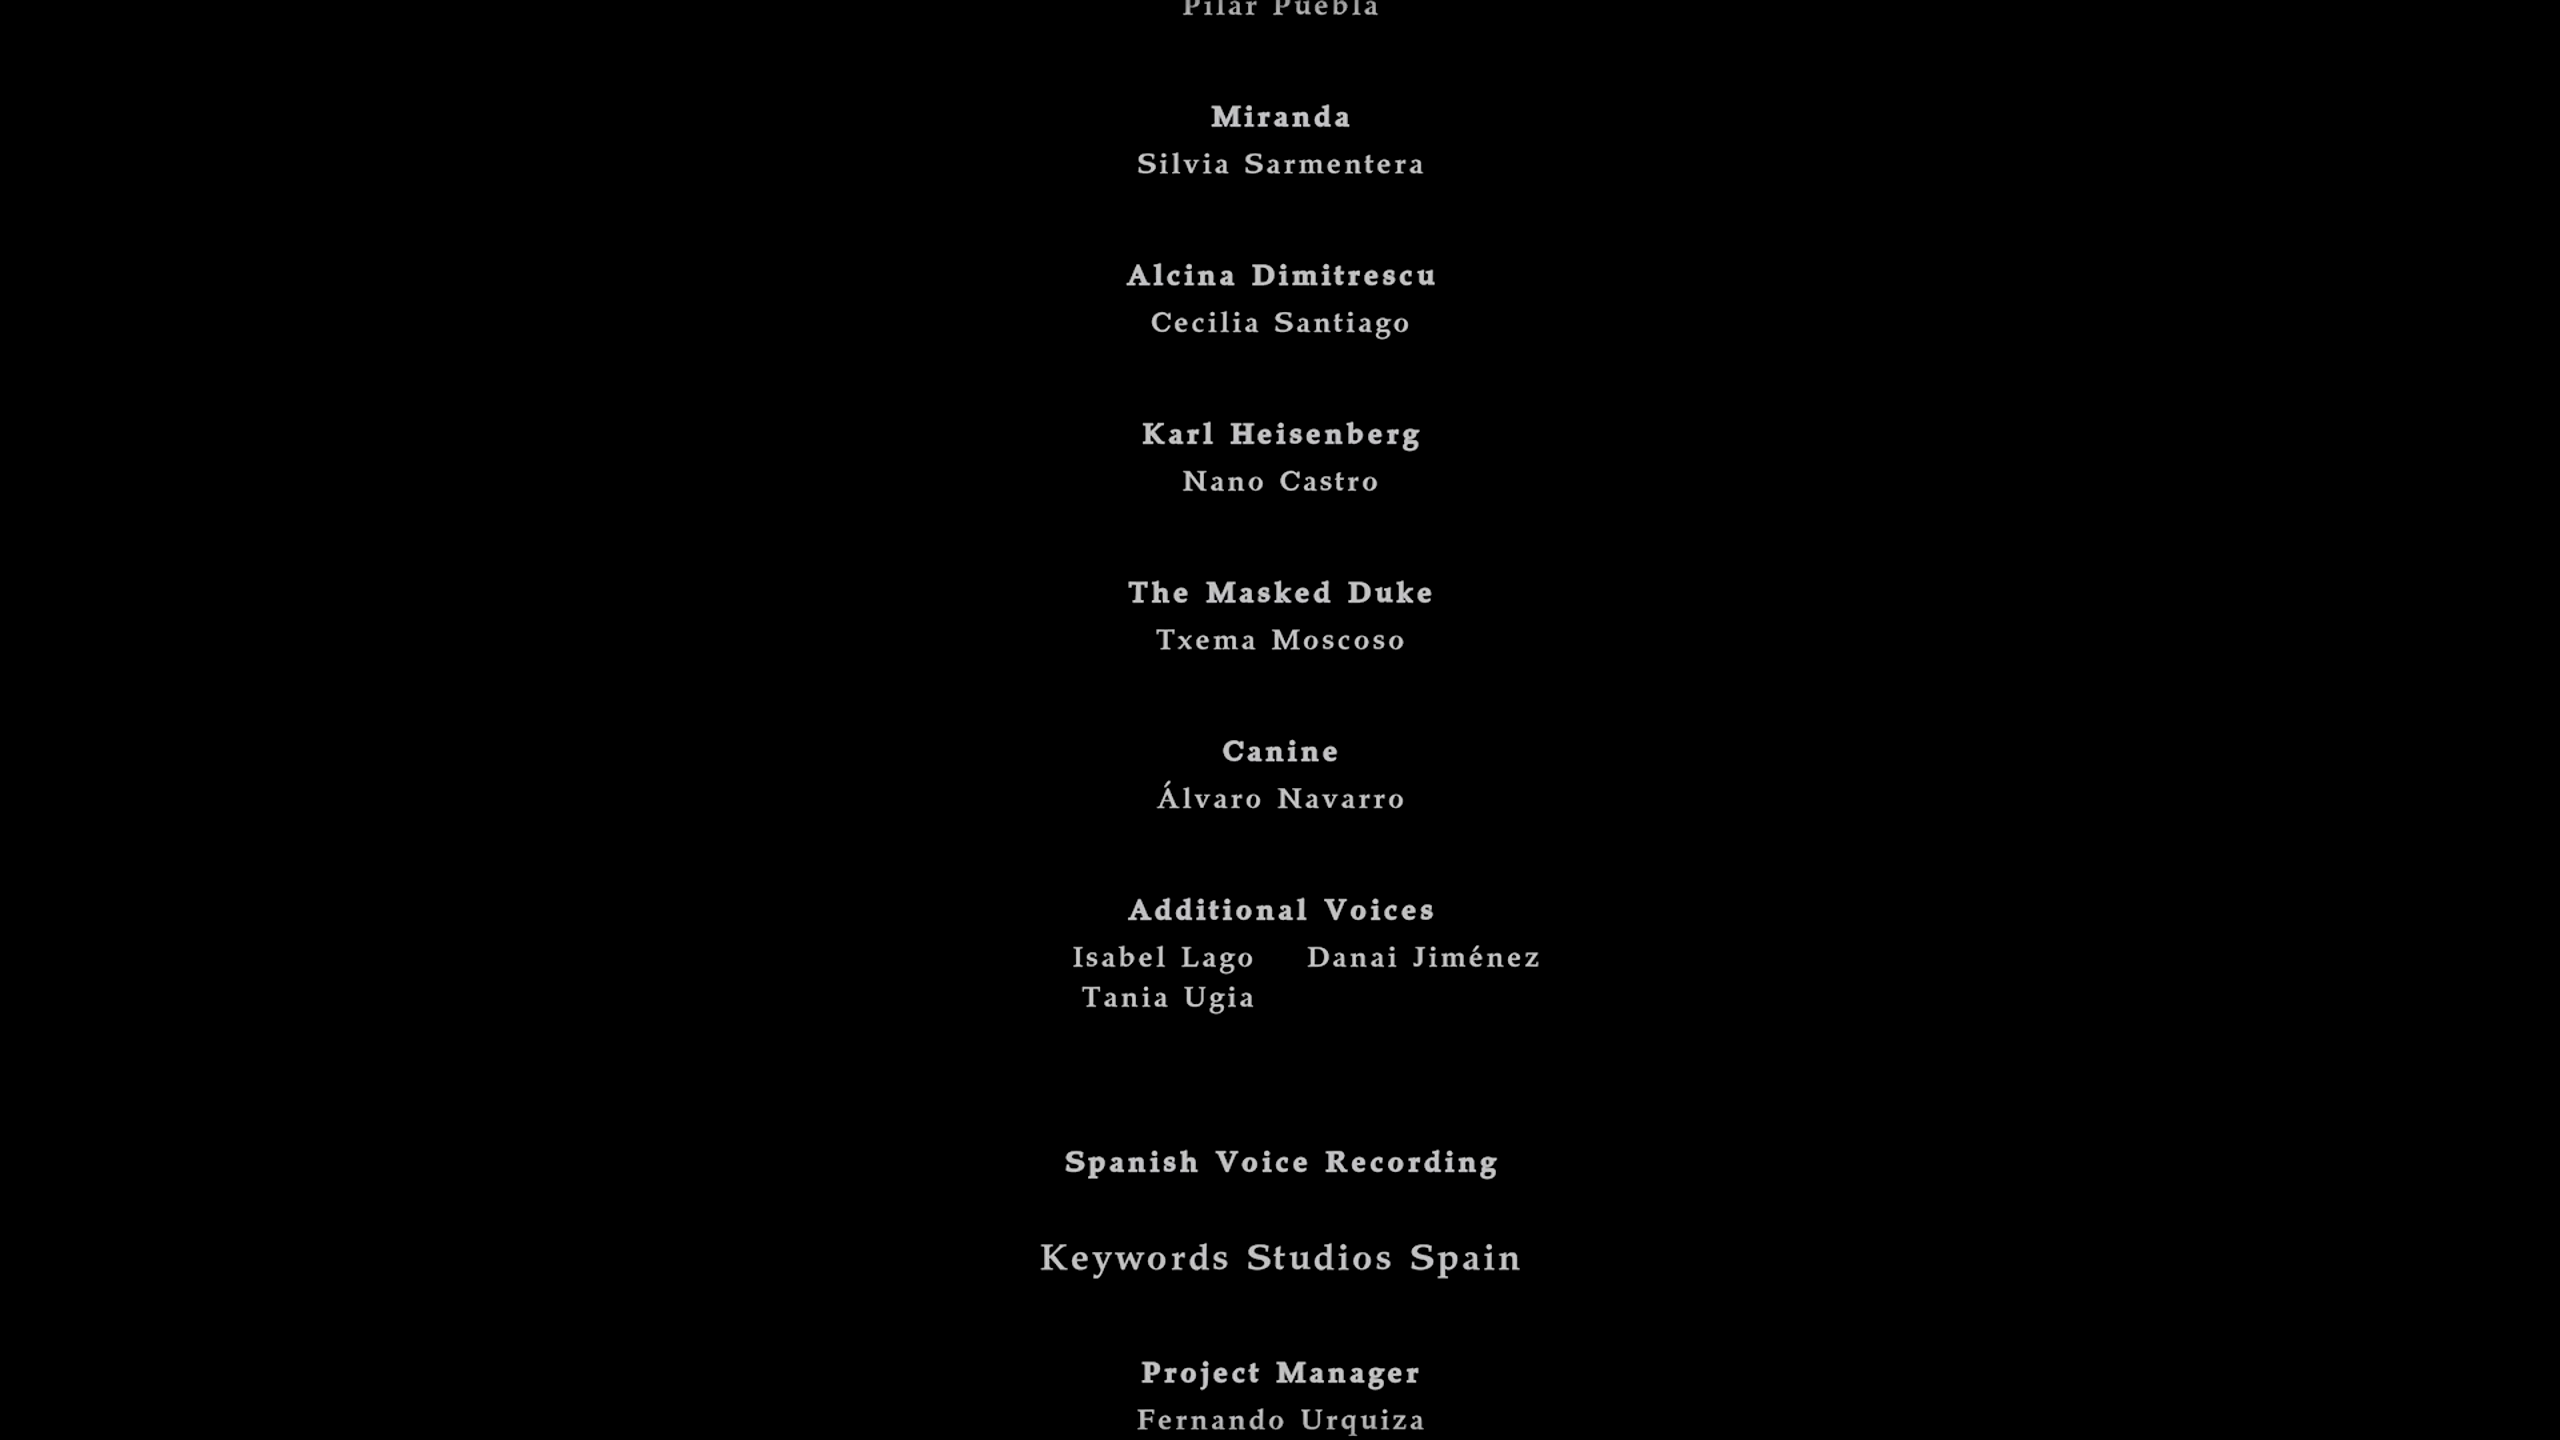 Pilar Puebla
Miranda
Silvia Sarmentera
Alcina Dimitrescu
Cecilia Santiago
Karl Heisenberg
Nano Castro
The Masked Duke
Txema Moscoso
Canine
Álvaro Navarro
Additional Voices
Isabel Lago Danai Jiménez
Tania Ugia
Spanish Voice Recording
Keywords Studios Spain
Project Manager
Fernando Urquiza